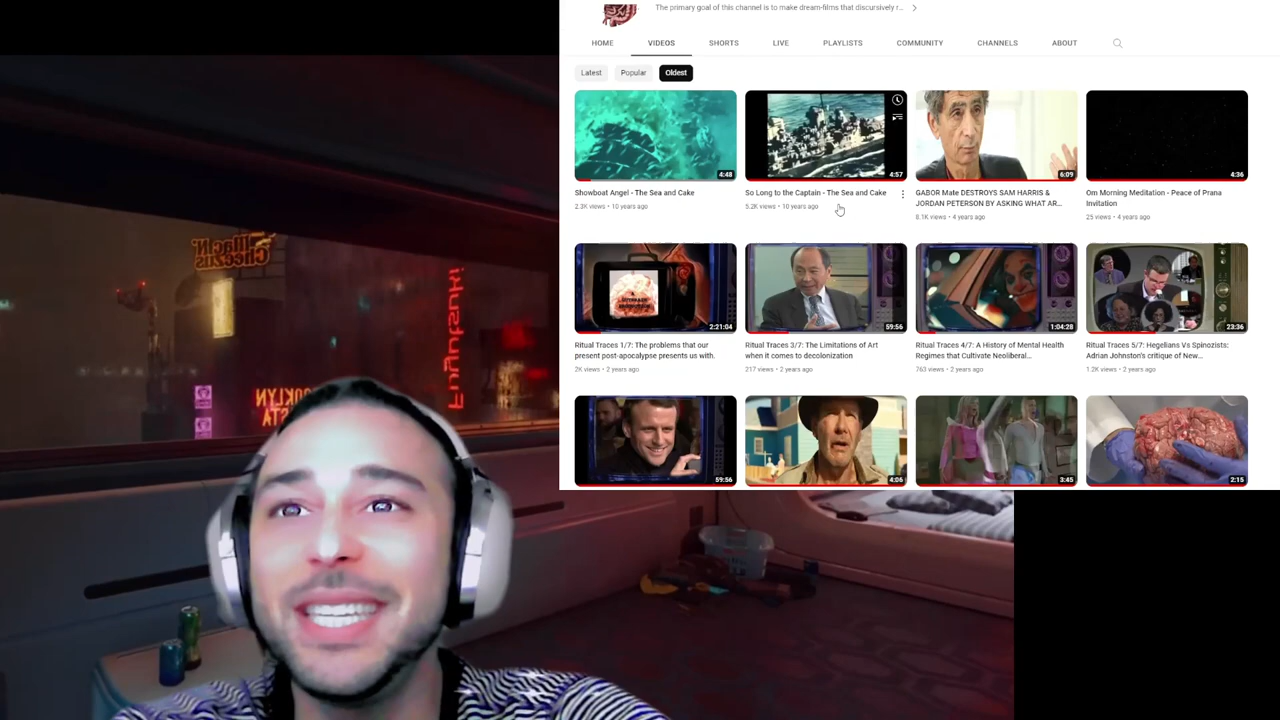 The primary goal of this channel is to make dream-films that discursively r...
HOME VIDEOS SHORTS LIVE PLAYLISTS COMMUNITY CHANNELS ABOUT
Latest Popular Oldest
4:48
4:57
6:09
4:36
Showboat Angel - The Sea and Cake
2.3K views • 10 years ago
So Long to the Captain - The Sea and Cake
5.2K views • 10 years ago
GABOR Mate DESTROYS SAM HARRIS &
JORDAN PETERSON BY ASKING WHAT AR...
8.1K views • 4 years ago
Om Morning Meditation - Peace of Prana
Invitation
25 views • 4 years ago
2:21:04
59:56
1:04:28
23:36
Ritual Traces 1/7: The problems that our
present post-apocalypse presents us with.
2K views • 2 years ago
Ritual Traces 3/7: The Limitations of Art
when it comes to decolonization
217 views • 2 years ago
Ritual Traces 4/7: A History of Mental Health
Regimes that Cultivate Neoliberal...
763 views • 2 years ago
Ritual Traces 5/7: Hegelians Vs Spinozists:
Adrian Johnston's critique of New...
1.2K views • 2 years ago
59:56
4:06
3:45
2:15